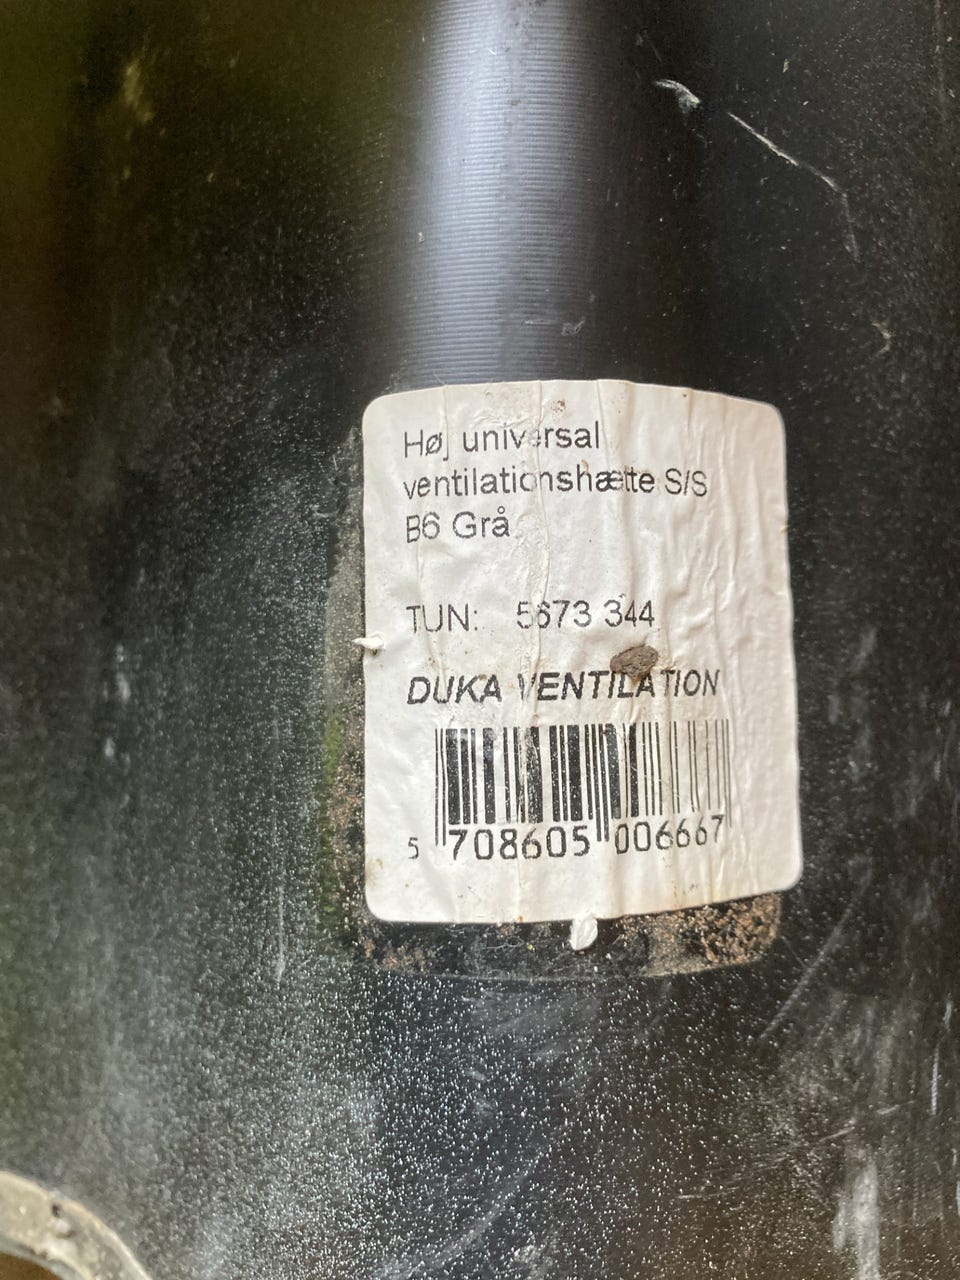 Høj universal
ventilationshætte S/S
B6 Grå
TUN: 5673 344
DUKA VENTILATION
5 708605 006667